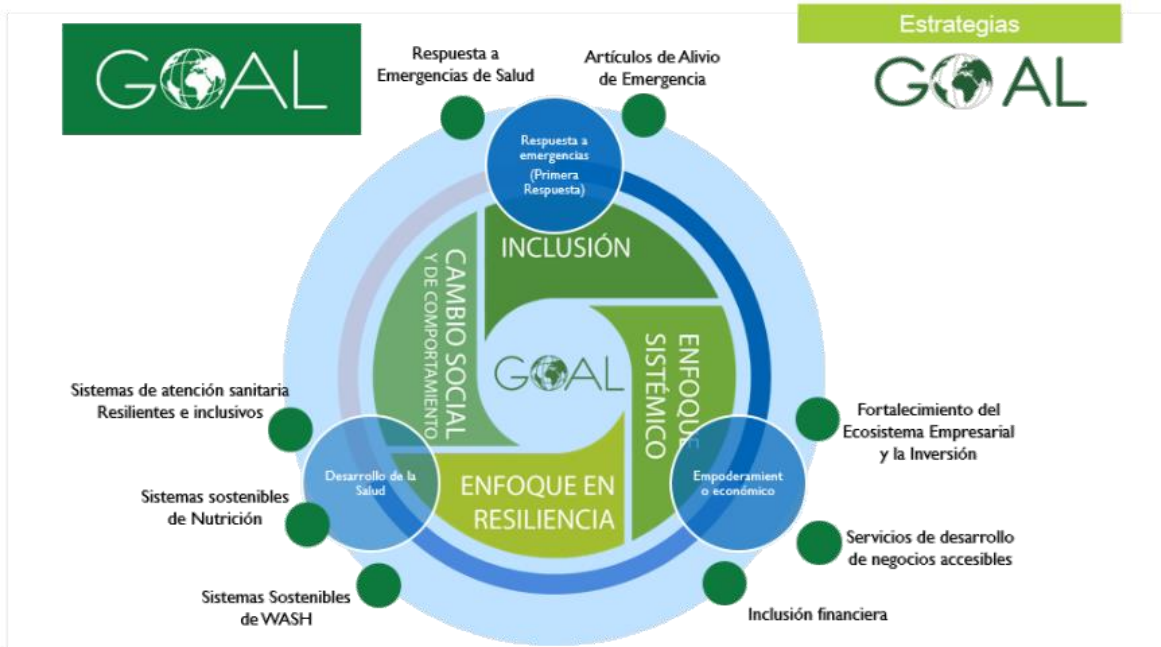 GOAL
Estrategias
GOAL
Respuesta a
Emergencias de Salud
Artículos de Alivio
de Emergencia
Respuesta a
emergencias
(Primera
Respuesta)
INCLUSIÓN
CAMBIO SOCIAL
Y DE COMPORTAMIENTO
ENFOQUE
SISTÉMICO
GOAL
ENFOQUE EN
RESILIENCIA
Sistemas de atención sanitaria
Resilientes e inclusivos
Desarrollo de la
Salud
Sistemas sostenibles
de Nutrición
Sistemas Sostenibles
de WASH
Empoderamient
o económico
Fortalecimiento del
Ecosistema Empresarial
y la Inversión
Servicios de desarrollo
de negocios accesibles
Inclusión financiera